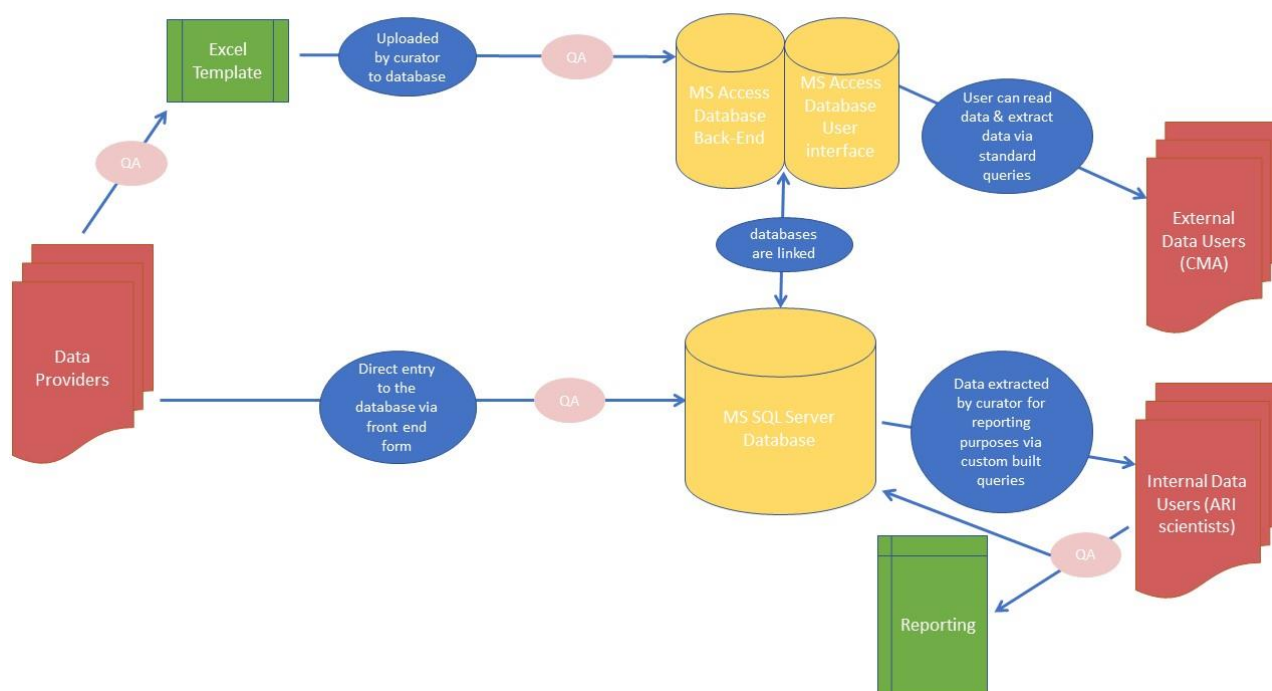 Excel
Template
Uploaded
by curator
to database
QA
MS Access
Database
Back-End
MS Access
Database
User
interface
User can read
data & extract
data via
standard
queries
External
Data Users
(CMA)
QA
databases
are linked
Data
Providers
Direct entry
to the
database via
front end
form
QA
MS SQL Server
Database
Data extracted
by curator for
reporting
purposes via
custom built
queries
Internal Data
Users (ARI
scientists)
QA
Reporting